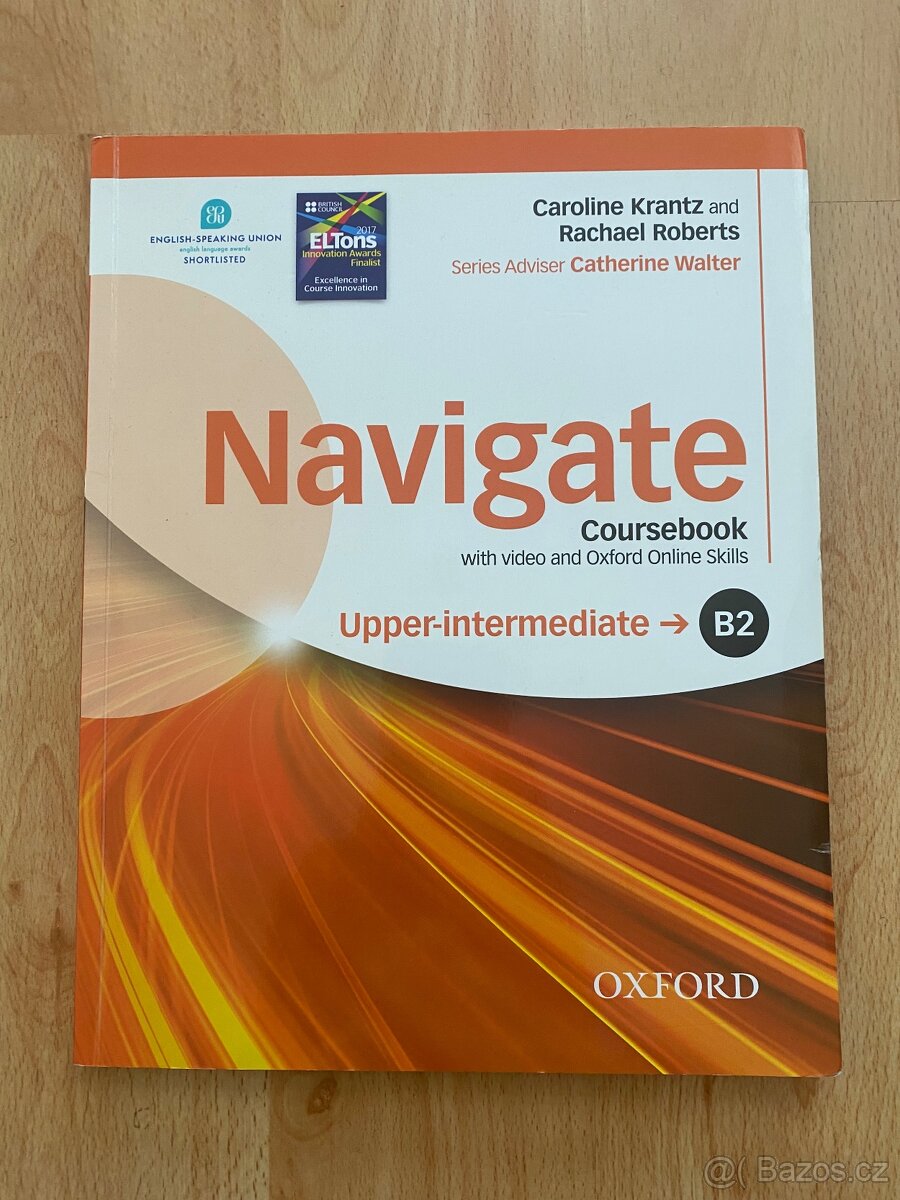 ENGLISH-SPEAKING UNION
english language awards
SHORTLISTED
BRITISH
COUNCIL
2017
ELTons
Innovation Awards
Finalist
Excellence in
Course Innovation
Caroline Krantz and
Rachael Roberts
Series Adviser Catherine Walter
Navigate
Coursebook
with video and Oxford Online Skills
Upper-intermediate → B2
OXFORD
@( Bazos.cz